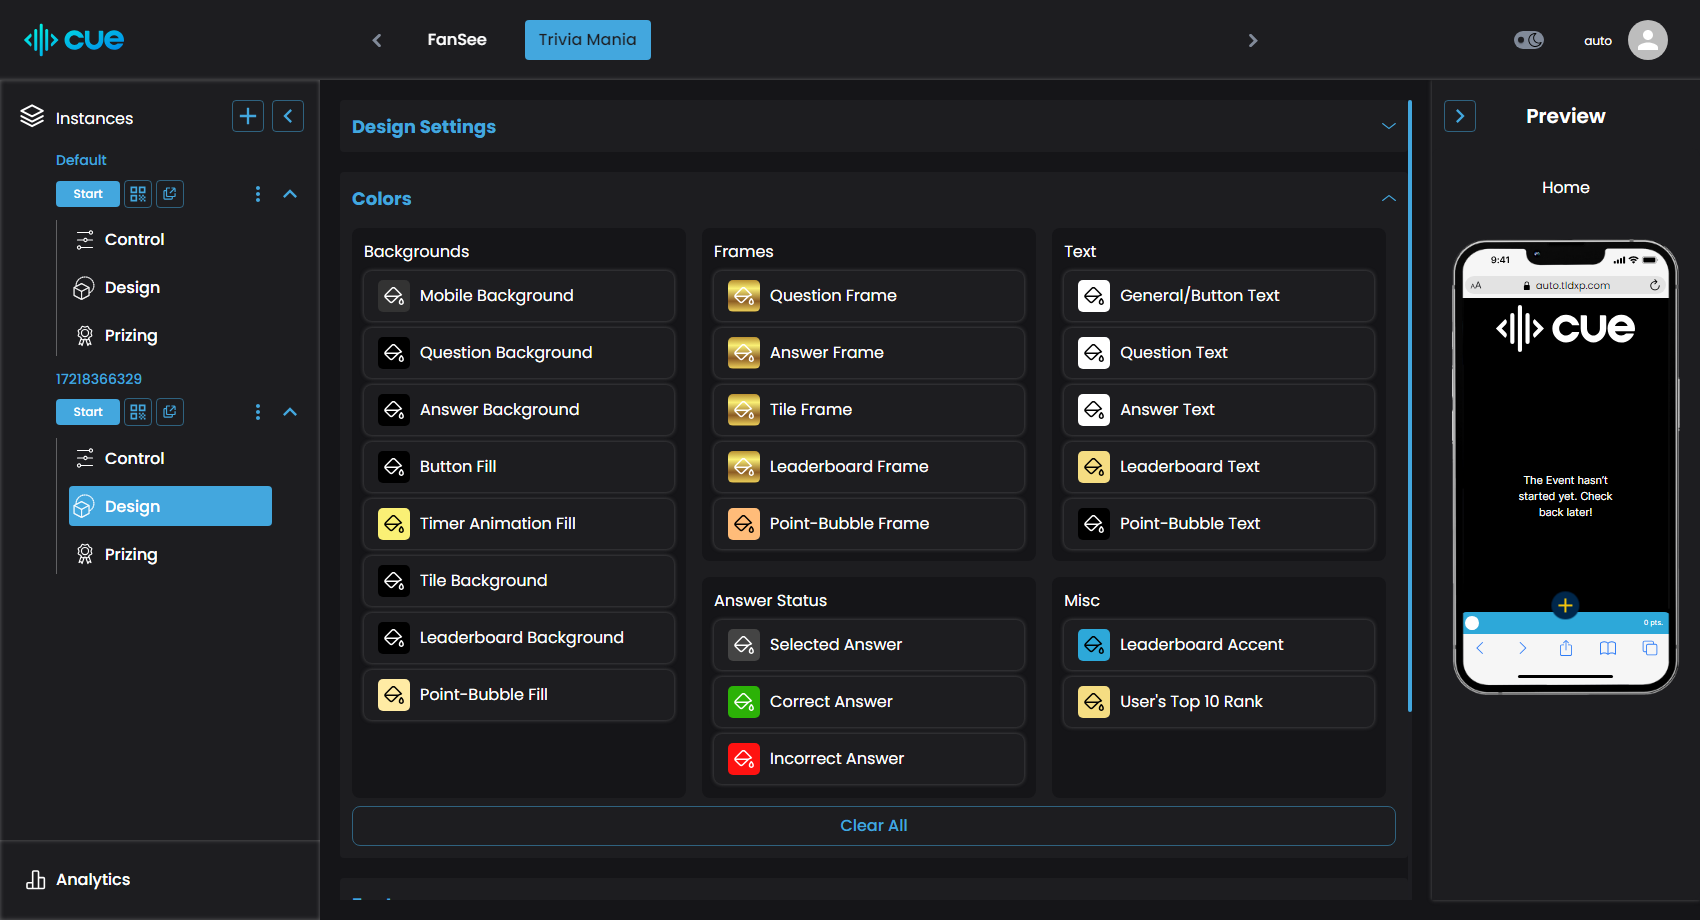 cue
FanSee
Trivia Mania
auto
Instances
Default
Start
Control
Design
Prizing
17218366329
Start
Control
Design
Prizing
Analytics
Design Settings
Colors
Backgrounds
Mobile Background
Question Background
Answer Background
Button Fill
Timer Animation Fill
Tile Background
Leaderboard Background
Point-Bubble Fill
Frames
Question Frame
Answer Frame
Tile Frame
Leaderboard Frame
Point-Bubble Frame
Answer Status
Selected Answer
Correct Answer
Incorrect Answer
Text
General/Button Text
Question Text
Answer Text
Leaderboard Text
Point-Bubble Text
Misc
Leaderboard Accent
User's Top 10 Rank
Clear All
Preview
Home
9:41
AA
auto.tldxp.com
cue
The Event hasn't
started yet. Check
back later!
0 pts.